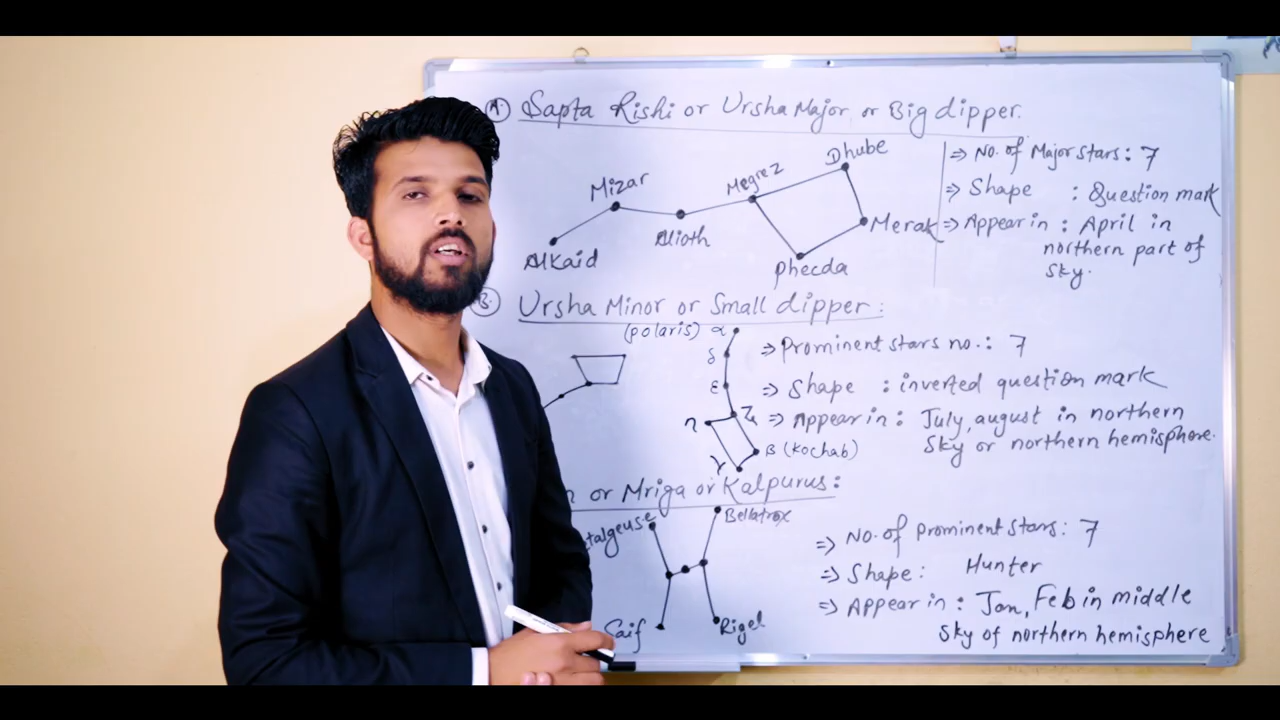 A. Sapta Rishi or Ursha Major or Big dipper.
Dhube
Megrez
Mizar
Alioth
Merak
Alkaid
Phecda
⇒ No. of Major stars: 7
⇒ Shape : Question mark
⇒ Appear in : April in
northern part of
sky.
B. Ursha Minor or Small dipper:
(polaris) α
δ
ε
ζ
η
B (Kochab)
γ
⇒ Prominent stars no.: 7
⇒ Shape : inverted question mark
⇒ Appear in : July, august in northern
sky or northern hemisphere.
n or Mriga or Kalpurus:
talgeuse
Bellatrox
Saif
Rigel
⇒ No. of prominent stars: 7
⇒ Shape: Hunter
⇒ Appear in : Jan, Feb in middle
sky of northern hemisphere